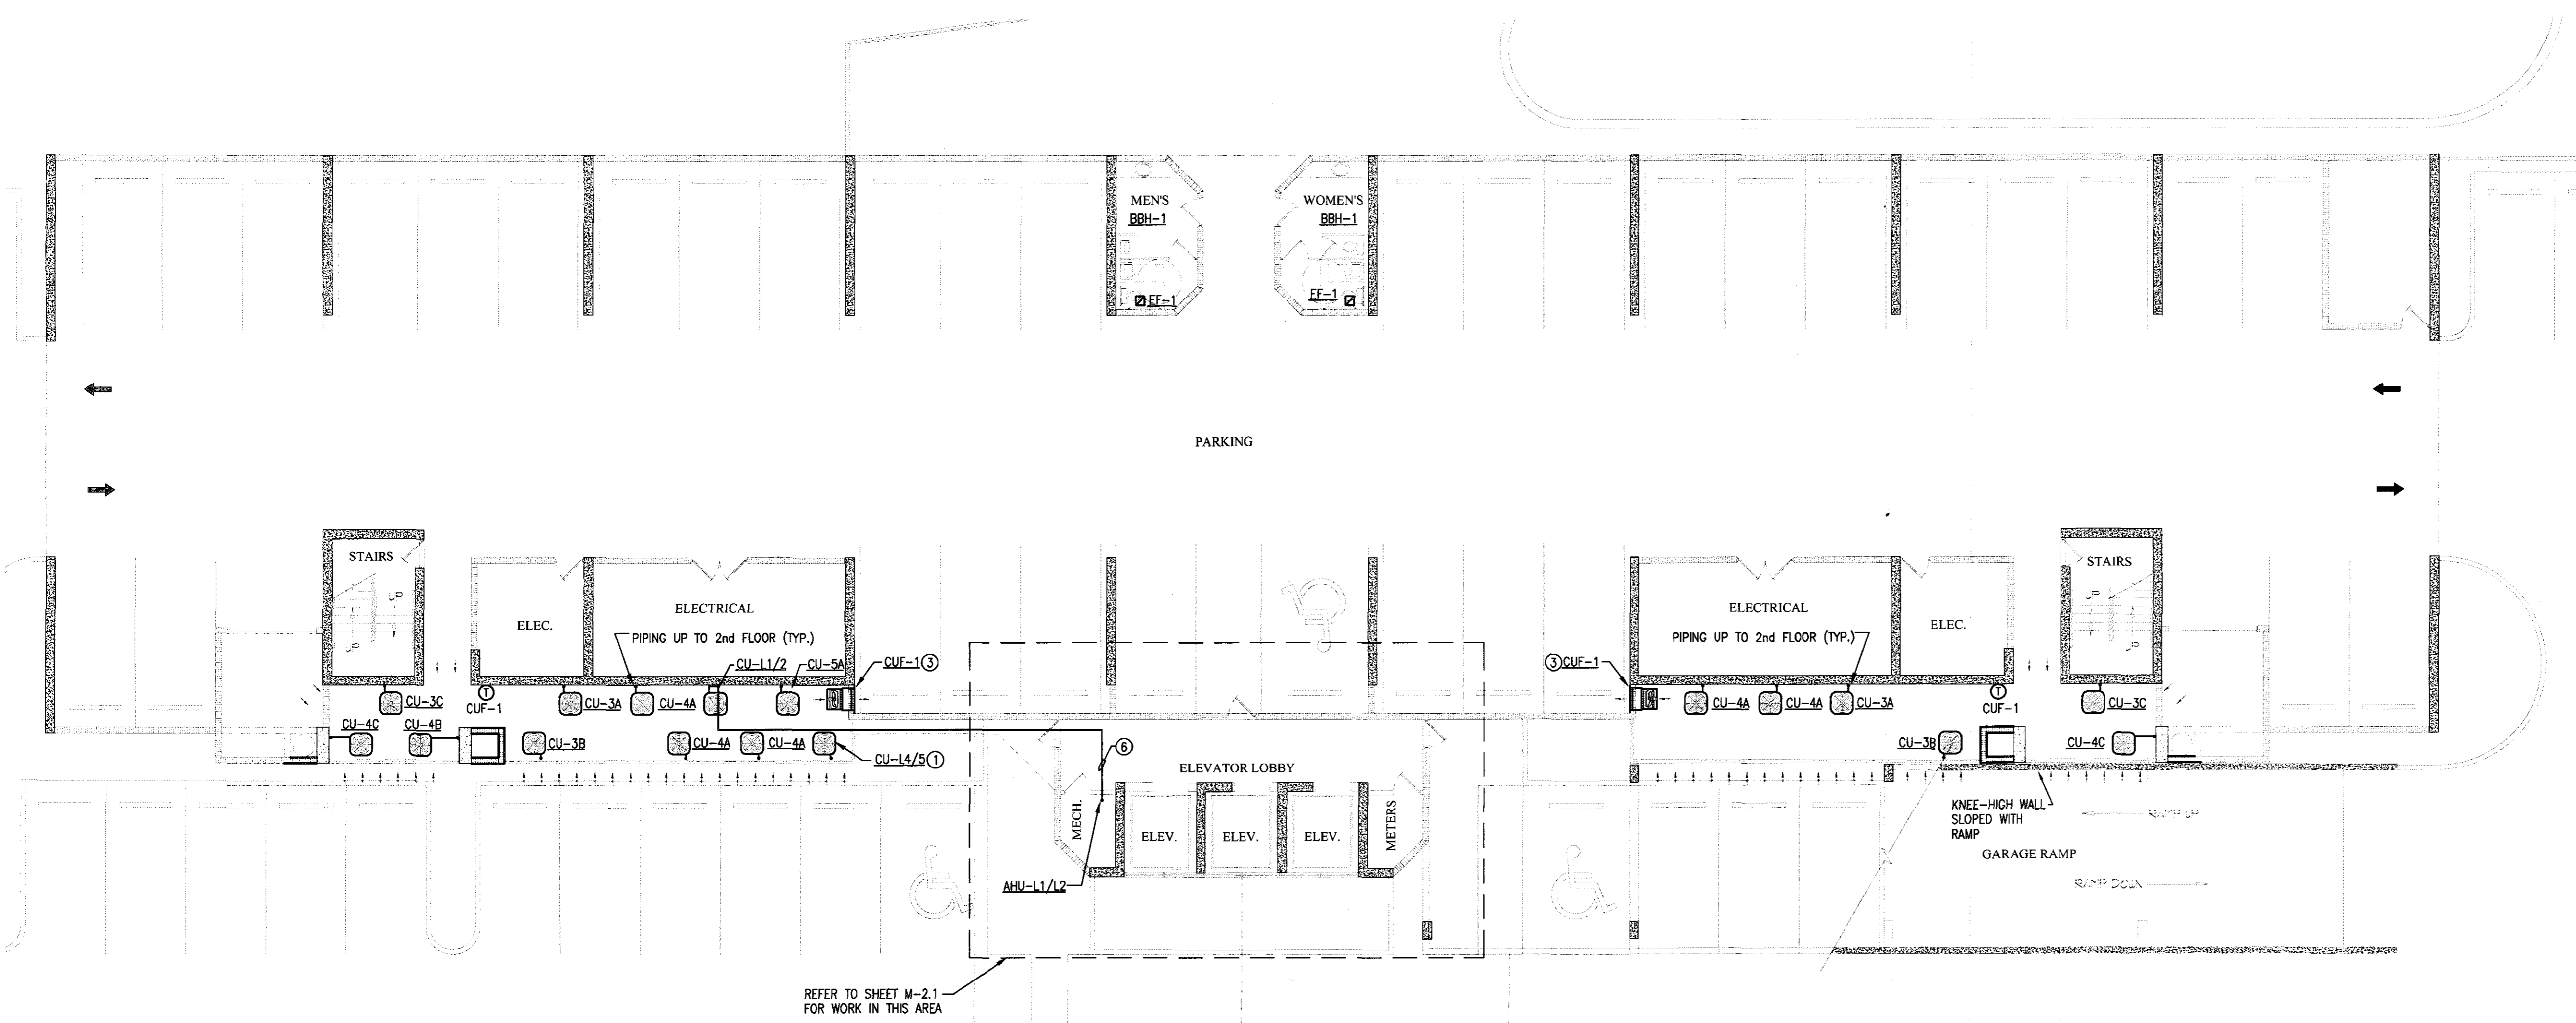 MEN'S
BBH-1
WOMEN'S
BBH-1
EF-1
EF-1
PARKING
STAIRS
ELEC.
ELECTRICAL
PIPING UP TO 2nd FLOOR (TYP.)
CU-L1/2
CU-5A
CUF-1 3
3 CUF-1
ELECTRICAL
PIPING UP TO 2nd FLOOR (TYP.)
ELEC.
STAIRS
CU-3C
T
CUF-1
CU-3A
CU-4A
CU-4A
CU-4A
CU-3A
T
CUF-1
CU-3C
CU-4C
CU-4B
CU-3B
CU-4A
CU-4A
CU-L4/5 1
6
CU-3B
CU-4C
ELEVATOR LOBBY
MECH.
ELEV.
ELEV.
ELEV.
METERS
AHU-L1/L2
KNEE-HIGH WALL
SLOPED WITH
RAMP
RAMP UP
GARAGE RAMP
RAMP DOWN
REFER TO SHEET M-2.1
FOR WORK IN THIS AREA